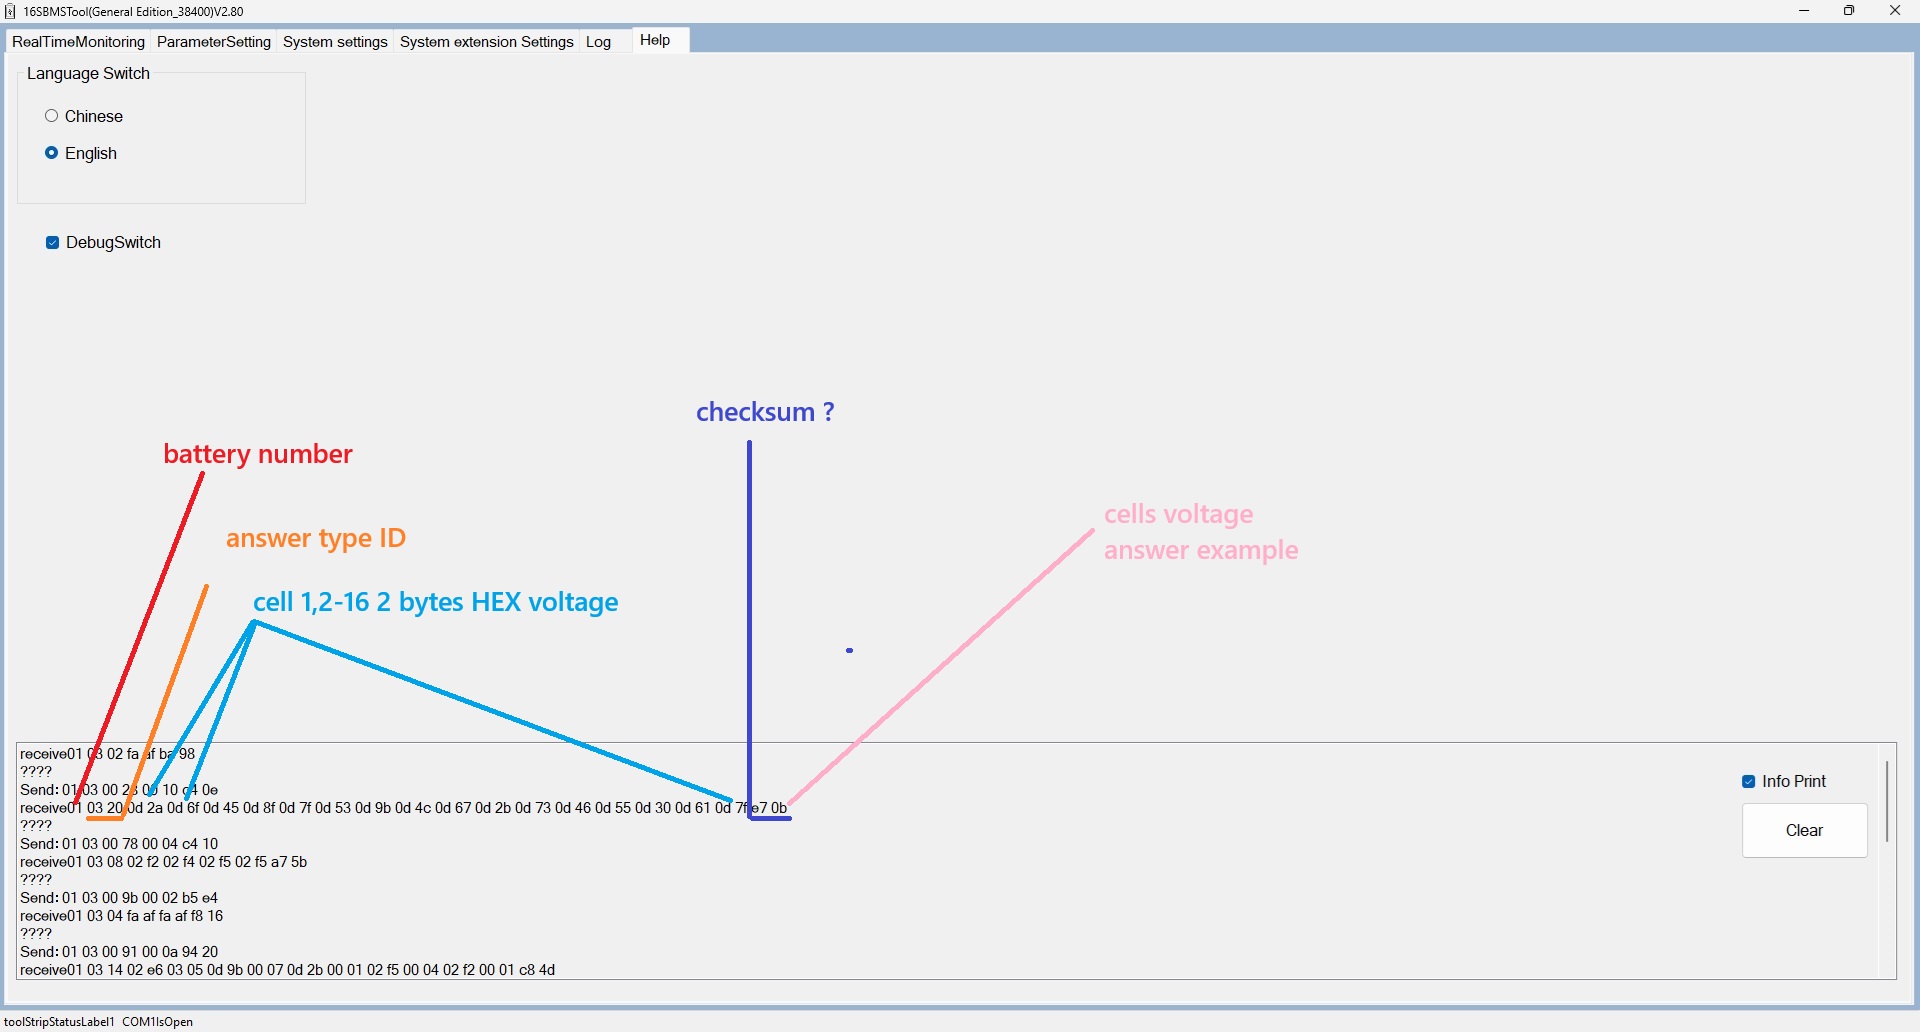 16SBMSTool(General Edition_38400)V2.80
RealTimeMonitoring ParameterSetting System settings System extension Settings Log Help
Language Switch
Chinese
English
DebugSwitch
checksum ?
battery number
cells voltage
answer example
answer type ID
cell 1,2-16 2 bytes HEX voltage
receive01 03 02 fa af ba 98
????
Send: 01 03 00 28 00 10 c4 0e
receive01 03 20 0d 2a 0d 6f 0d 45 0d 8f 0d 7f 0d 53 0d 9b 0d 4c 0d 67 0d 2b 0d 73 0d 46 0d 55 0d 30 0d 61 0d 7f e7 0b
????
Send: 01 03 00 78 00 04 c4 10
receive01 03 08 02 f2 02 f4 02 f5 02 f5 a7 5b
????
Send: 01 03 00 9b 00 02 b5 e4
receive01 03 04 fa af fa af f8 16
????
Send: 01 03 00 91 00 0a 94 20
receive01 03 14 02 e6 03 05 0d 9b 00 07 0d 2b 00 01 02 f5 00 04 02 f2 00 01 c8 4d
Info Print
Clear
toolStripStatusLabel1 COM1IsOpen